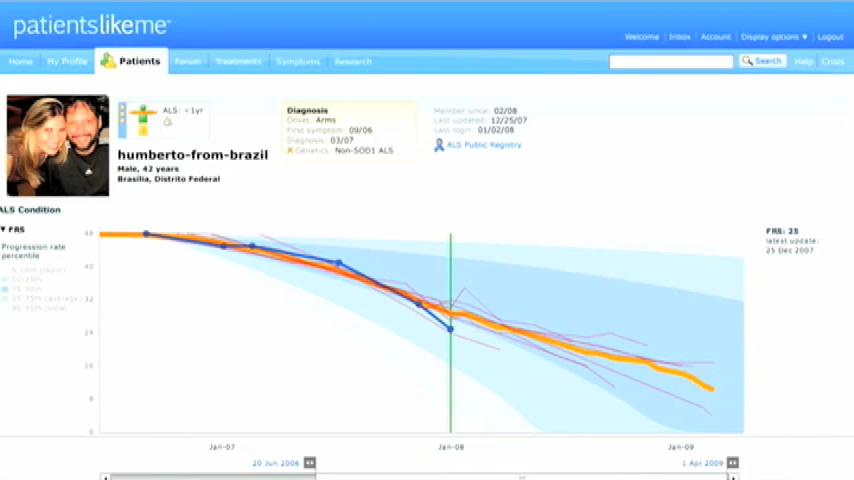 patientslikeme™
Welcome | Inbox | Account | Display options ▼ | Logout
Home My Profile Patients Forum Treatments Symptoms Research Search Help Crisis
ALS: <1yr
humberto-from-brazil
Male, 42 years
Brasilia, Distrito Federal
Diagnosis
Onset: Arms
First symptom: 09/06
Diagnosis: 03/07
Genetics: Non-SOD1 ALS
Member since: 02/08
Last updated: 12/25/07
Last login: 01/02/08
ALS Public Registry
ALS Condition
▼ FRS
Progression rate
percentile
25-75th (average)
48
40
32
24
16
8
0
FRS: 25
latest update:
25 Dec 2007
Jan-07 Jan-08 Jan-09
20 Jun 2006 1 Apr 2009